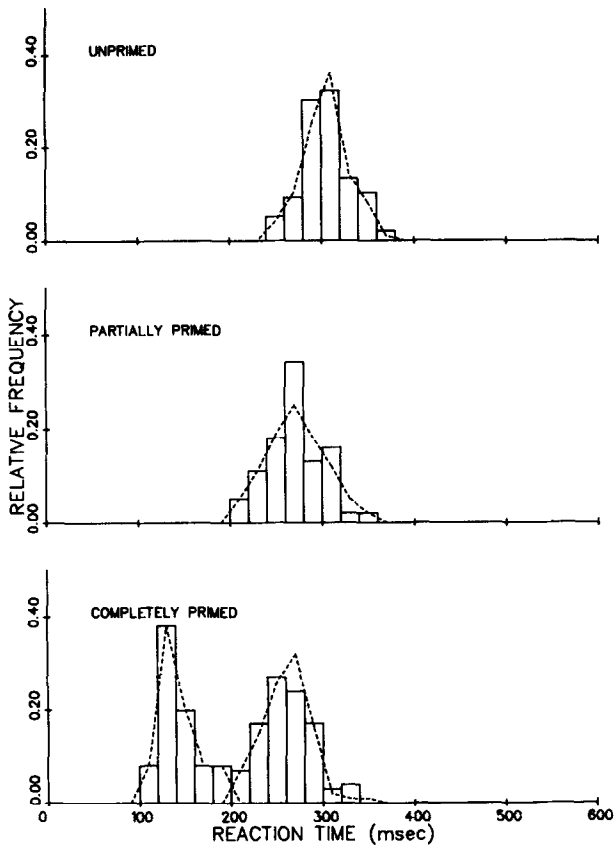 0.40
UNPRIMED
0.20
0.00
0.40
PARTIALLY PRIMED
0.20
0.00
RELATIVE FREQUENCY
0.40
COMPLETELY PRIMED
0.20
0.00
0 100 200 300 400 500 600
REACTION TIME (msec)